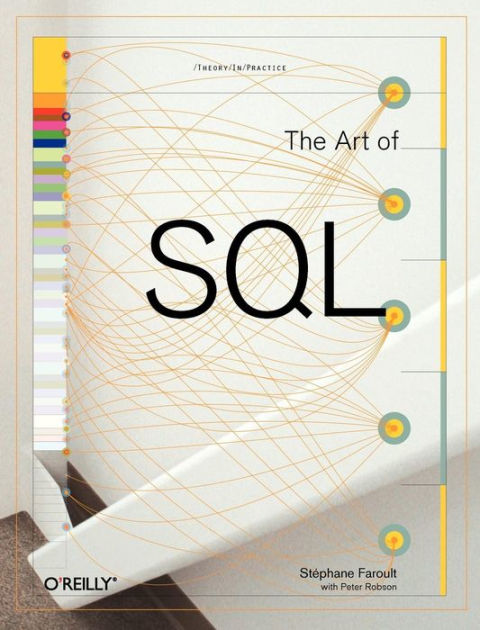 /THEORY/IN/PRACTICE
The Art of
SQL
Stéphane Faroult
with Peter Robson
O'REILLY®